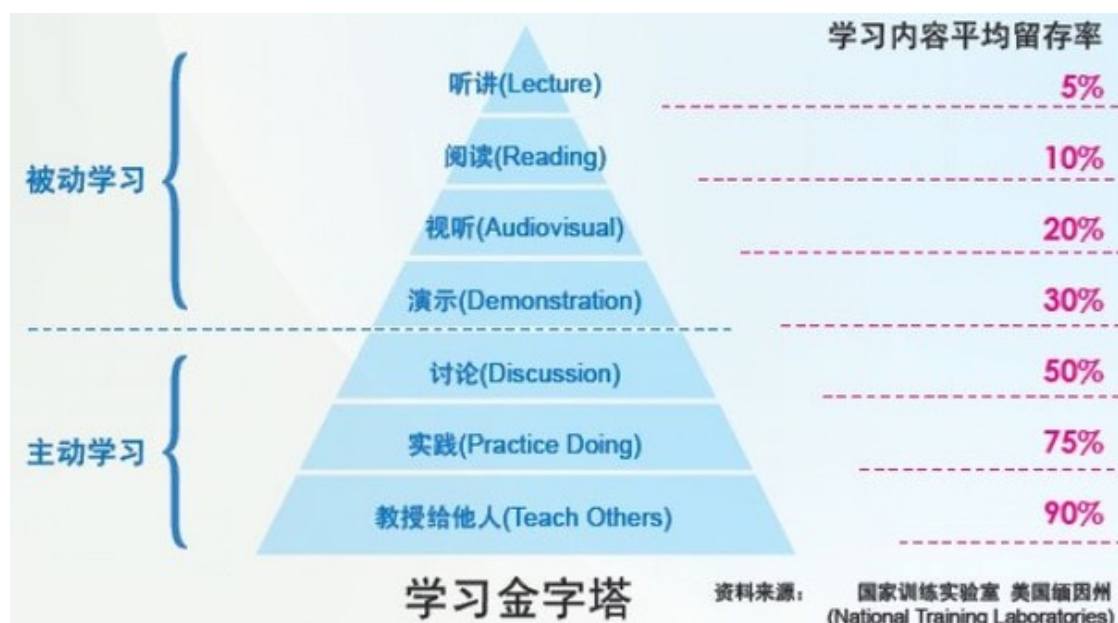 学习内容平均留存率
被动学习
听讲(Lecture) 5%
阅读(Reading) 10%
视听(Audiovisual) 20%
演示(Demonstration) 30%
主动学习
讨论(Discussion) 50%
实践(Practice Doing) 75%
教授给他人(Teach Others) 90%
学习金字塔
资料来源： 国家训练实验室 美国缅因州
(National Training Laboratories)